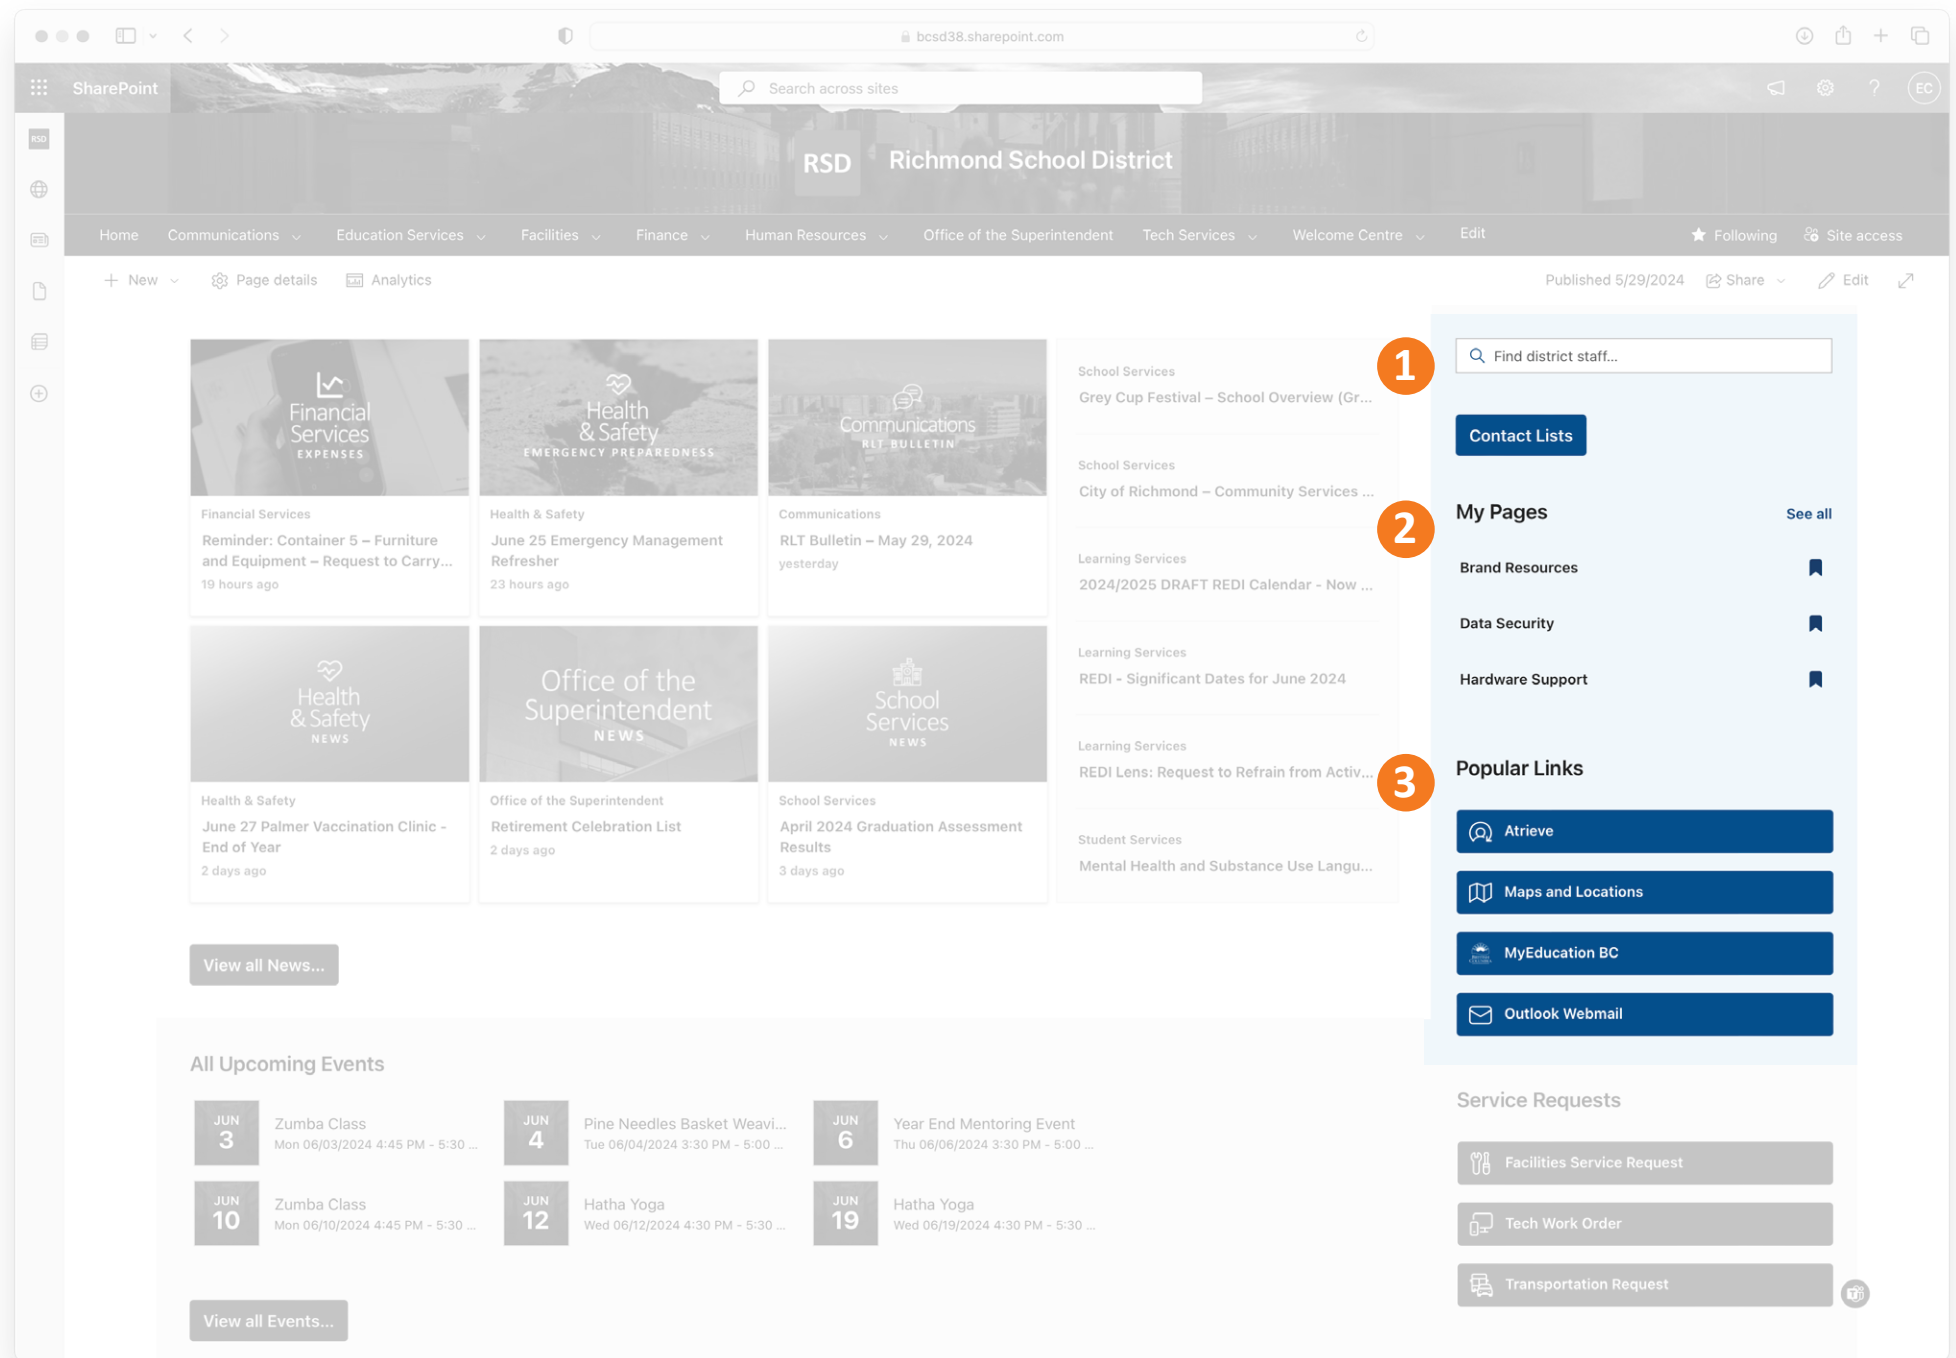 bcsd38.sharepoint.com
SharePoint
Search across sites
EC
RSD
RSD
Richmond School District
Home
Communications
Education Services
Facilities
Finance
Human Resources
Office of the Superintendent
Tech Services
Welcome Centre
Edit
Following
Site access
New
Page details
Analytics
Published 5/29/2024
Share
Edit
Financial
Services
EXPENSES
Financial Services
Reminder: Container 5 – Furniture
and Equipment – Request to Carry...
19 hours ago
Health
& Safety
EMERGENCY PREPAREDNESS
Health & Safety
June 25 Emergency Management
Refresher
23 hours ago
Communications
RLT BULLETIN
Communications
RLT Bulletin – May 29, 2024
yesterday
Health
& Safety
NEWS
Health & Safety
June 27 Palmer Vaccination Clinic -
End of Year
2 days ago
Office of the
Superintendent
NEWS
Office of the Superintendent
Retirement Celebration List
2 days ago
School
Services
NEWS
School Services
April 2024 Graduation Assessment
Results
3 days ago
School Services
Grey Cup Festival – School Overview (Gr...
School Services
City of Richmond – Community Services ...
Learning Services
2024/2025 DRAFT REDI Calendar - Now ...
Learning Services
REDI - Significant Dates for June 2024
Learning Services
REDI Lens: Request to Refrain from Activ...
Student Services
Mental Health and Substance Use Langu...
View all News...
1
Find district staff...
Contact Lists
2
My Pages
See all
Brand Resources
Data Security
Hardware Support
3
Popular Links
Atrieve
Maps and Locations
MyEducation BC
Outlook Webmail
All Upcoming Events
JUN
3
Zumba Class
Mon 06/03/2024 4:45 PM - 5:30 ...
JUN
4
Pine Needles Basket Weavi...
Tue 06/04/2024 3:30 PM - 5:00 ...
JUN
6
Year End Mentoring Event
Thu 06/06/2024 3:30 PM - 5:00 ...
JUN
10
Zumba Class
Mon 06/10/2024 4:45 PM - 5:30 ...
JUN
12
Hatha Yoga
Wed 06/12/2024 4:30 PM - 5:30 ...
JUN
19
Hatha Yoga
Wed 06/19/2024 4:30 PM - 5:30 ...
View all Events...
Service Requests
Facilities Service Request
Tech Work Order
Transportation Request